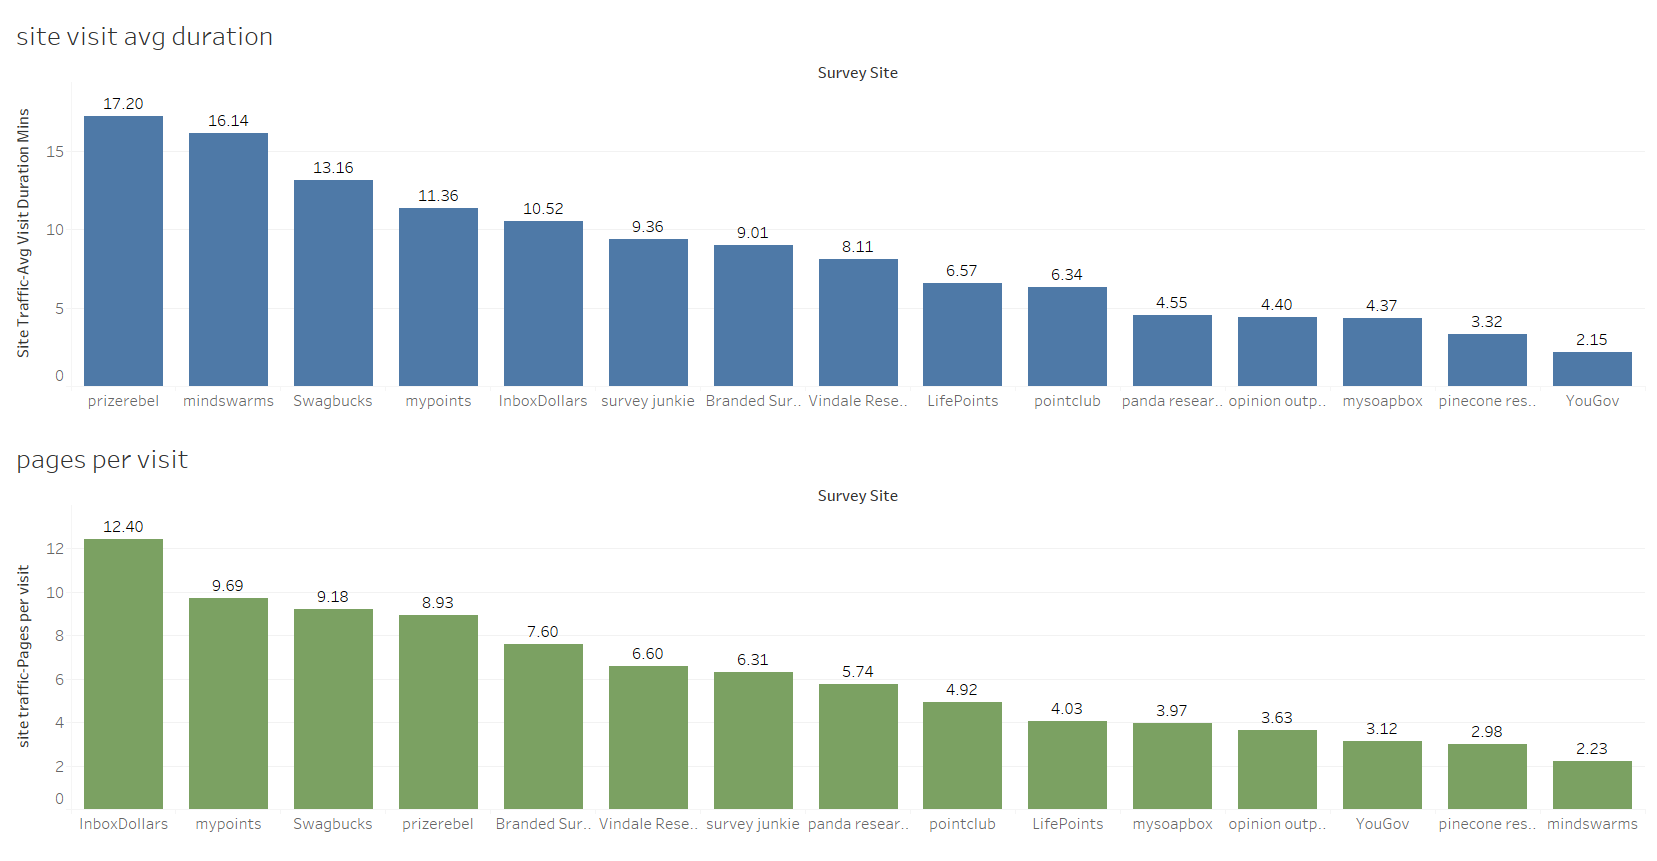 site visit avg duration
Survey Site
Site Traffic-Avg Visit Duration Mins
15
10
5
0
17.20
16.14
13.16
11.36
10.52
9.36
9.01
8.11
6.57
6.34
4.55
4.40
4.37
3.32
2.15
prizerebel
mindswarms
Swagbucks
mypoints
InboxDollars
survey junkie
Branded Sur..
Vindale Rese..
LifePoints
pointclub
panda resear..
opinion outp..
mysoapbox
pinecone res..
YouGov
pages per visit
Survey Site
site traffic-Pages per visit
12
10
8
6
4
2
0
12.40
9.69
9.18
8.93
7.60
6.60
6.31
5.74
4.92
4.03
3.97
3.63
3.12
2.98
2.23
InboxDollars
mypoints
Swagbucks
prizerebel
Branded Sur..
Vindale Rese..
survey junkie
panda resear..
pointclub
LifePoints
mysoapbox
opinion outp..
YouGov
pinecone res..
mindswarms